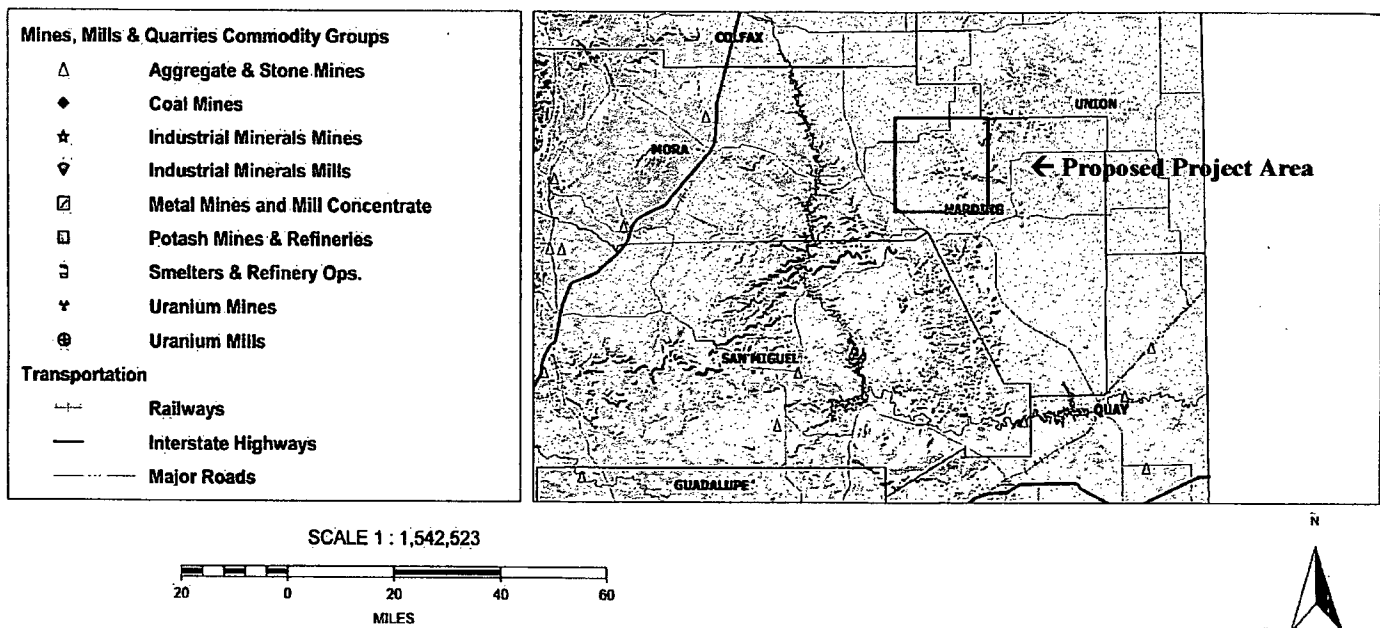 Mines, Mills & Quarries Commodity Groups
Aggregate & Stone Mines
Coal Mines
Industrial Minerals Mines
Industrial Minerals Mills
Metal Mines and Mill Concentrate
Potash Mines & Refineries
Smelters & Refinery Ops.
Uranium Mines
Uranium Mills
Transportation
Railways
Interstate Highways
Major Roads
COLFAX
UNION
MORA
← Proposed Project Area
HARDING
SAN MIGUEL
QUAY
GUADALUPE
SCALE 1 : 1,542,523
20 0 20 40 60
MILES
N